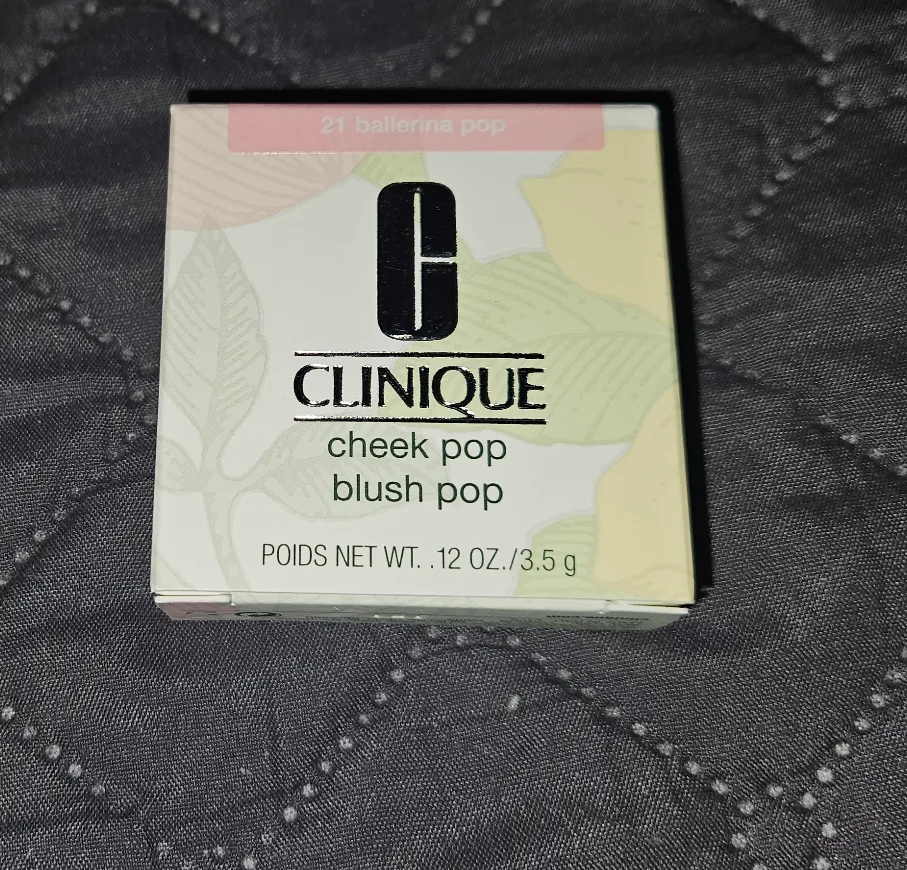 21 ballerina pop
C
CLINIQUE
cheek pop
blush pop
POIDS NET WT. .12 OZ./3.5 g